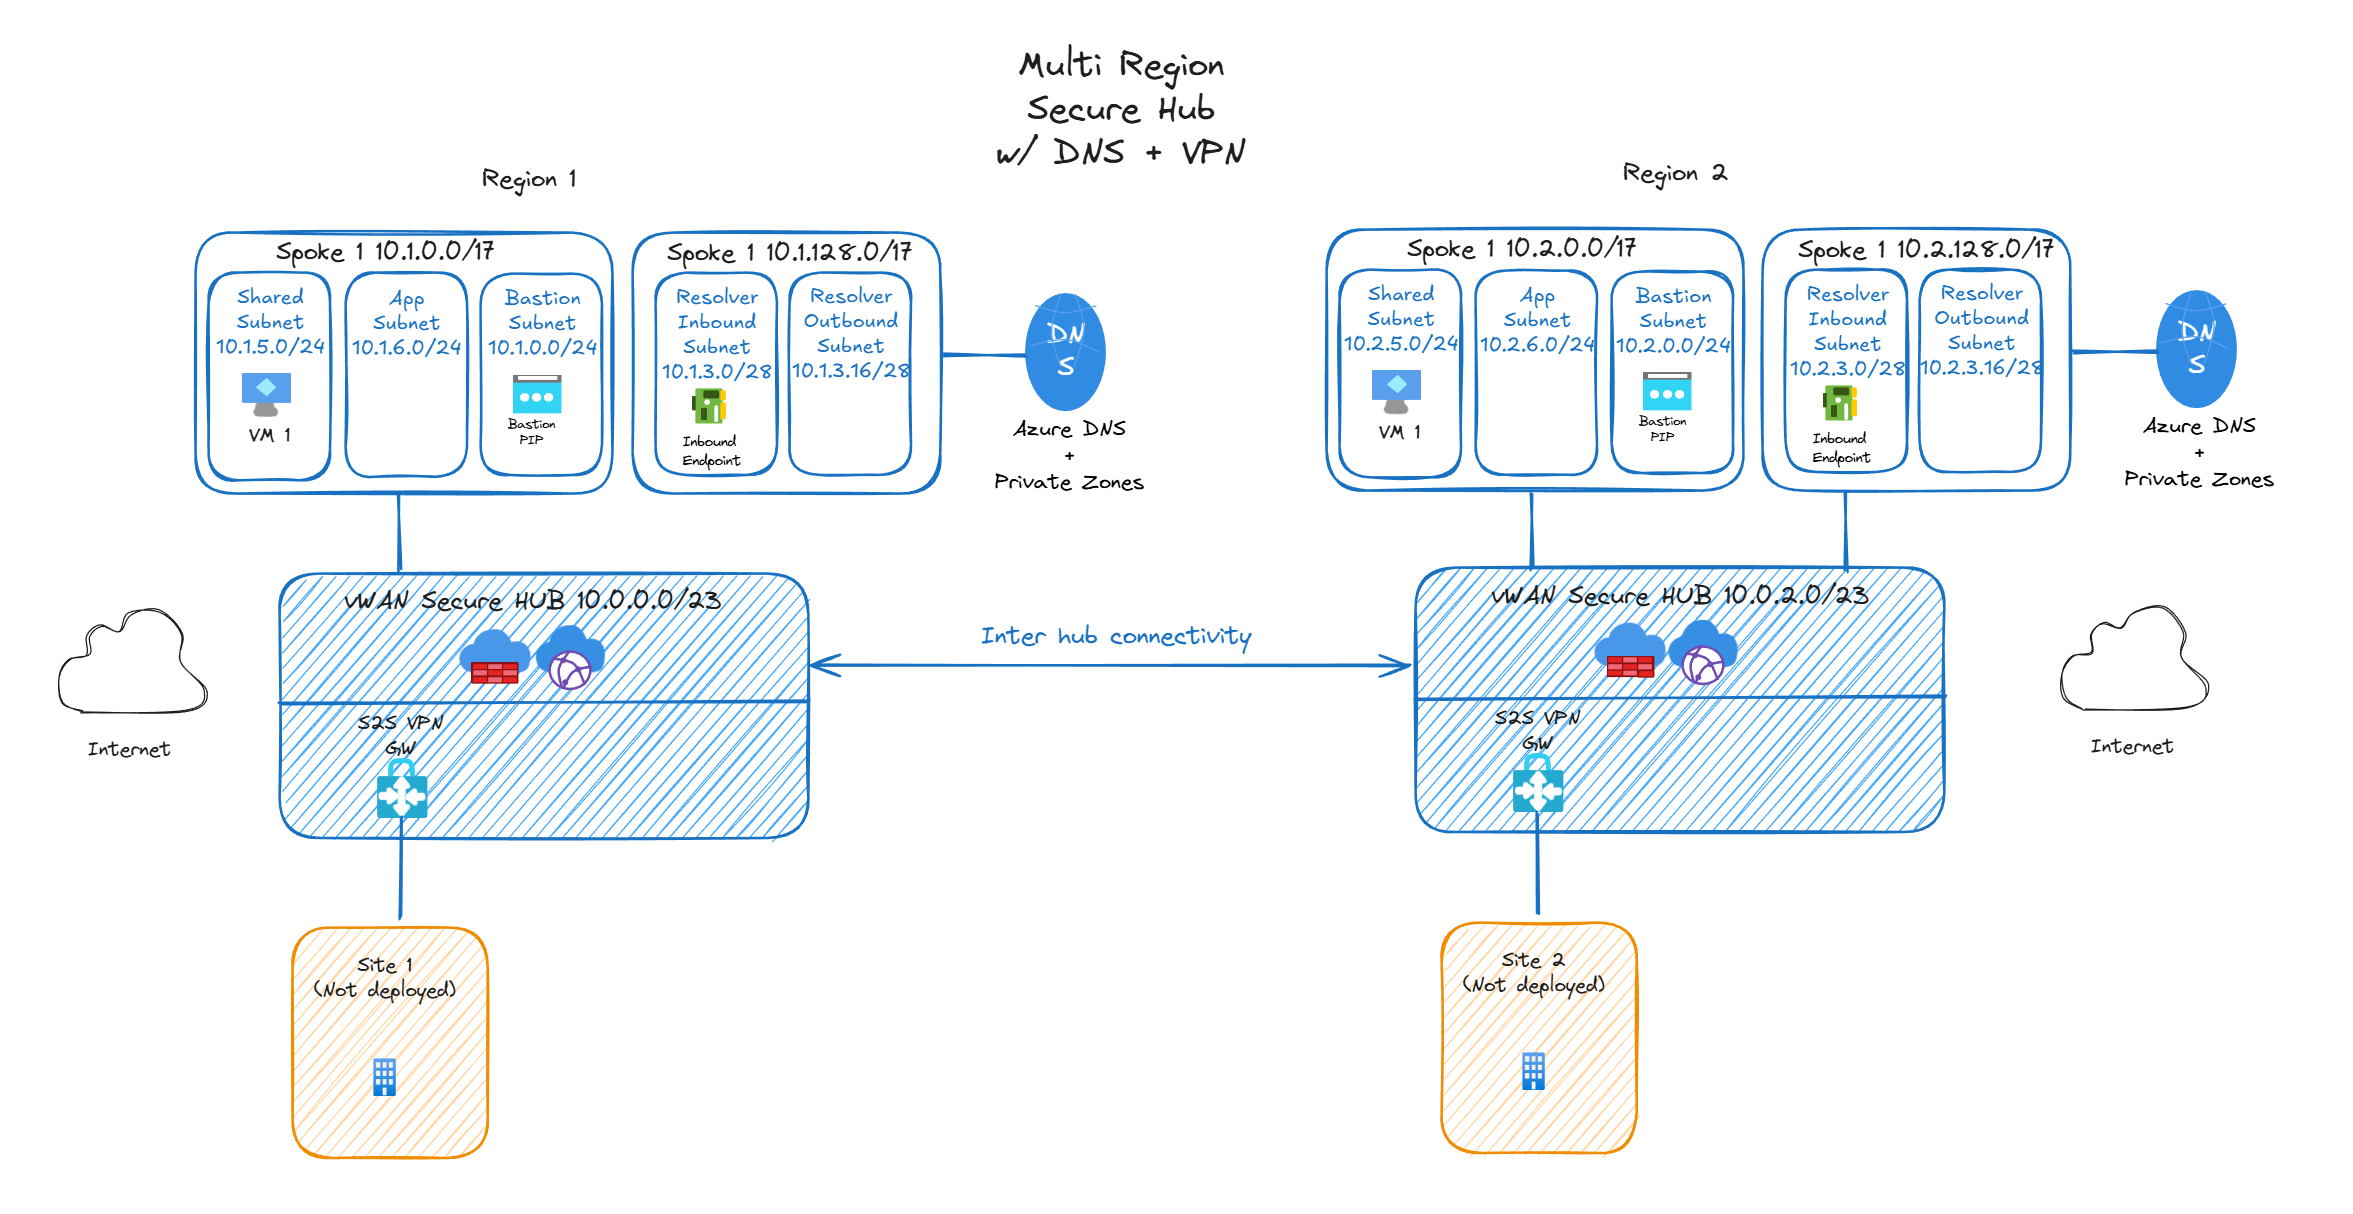 Multi Region
Secure Hub
w/ DNS + VPN
Region 1
Spoke 1 10.1.0.0/17
Shared
Subnet
10.1.5.0/24
VM 1
App
Subnet
10.1.6.0/24
Bastion
Subnet
10.1.0.0/24
Bastion
PIP
Spoke 1 10.1.128.0/17
Resolver
Inbound
Subnet
10.1.3.0/28
Inbound
Endpoint
Resolver
Outbound
Subnet
10.1.3.16/28
DN
S
Azure DNS
+
Private Zones
Region 2
Spoke 1 10.2.0.0/17
Shared
Subnet
10.2.5.0/24
VM 1
App
Subnet
10.2.6.0/24
Bastion
Subnet
10.2.0.0/24
Bastion
PIP
Spoke 1 10.2.128.0/17
Resolver
Inbound
Subnet
10.2.3.0/28
Inbound
Endpoint
Resolver
Outbound
Subnet
10.2.3.16/28
DN
S
Azure DNS
+
Private Zones
Internet
vWAN Secure HUB 10.0.0.0/23
S2S VPN
GW
Inter hub connectivity
vWAN Secure HUB 10.0.2.0/23
S2S VPN
GW
Internet
Site 1
(Not deployed)
Site 2
(Not deployed)